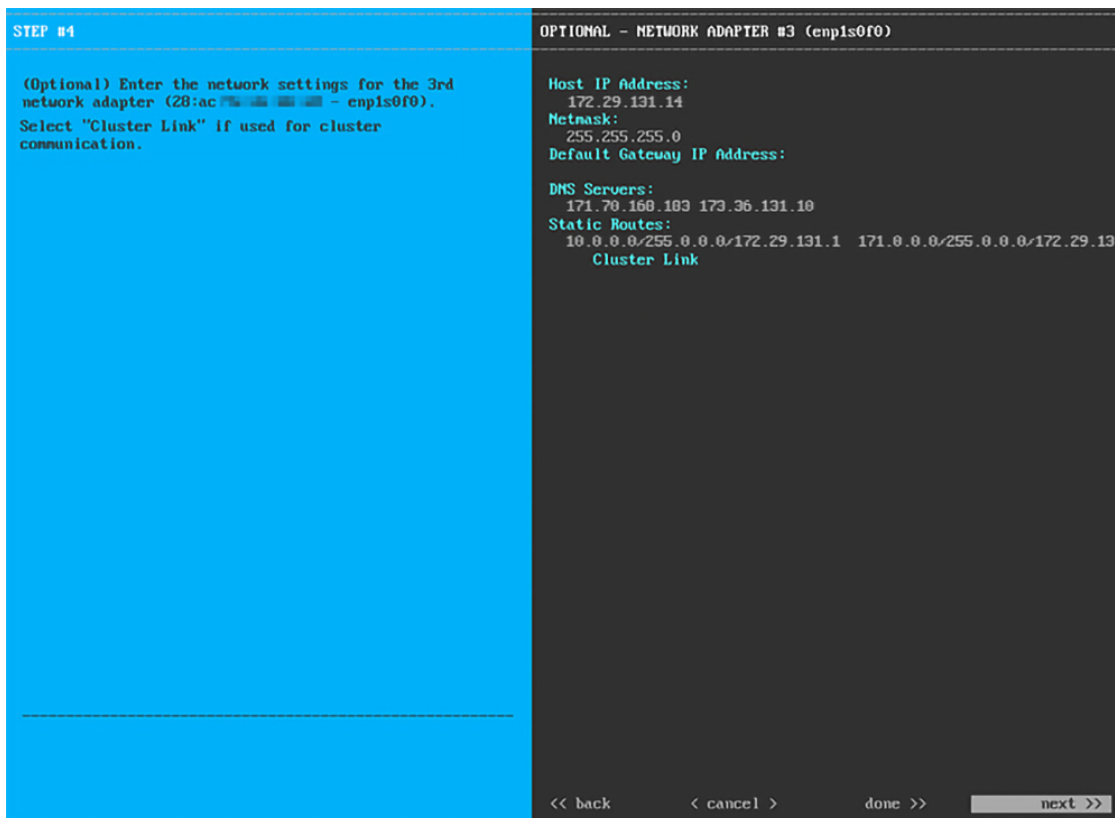 STEP #4
(Optional) Enter the network settings for the 3rd
network adapter (28:ac - enp1s0f0).
Select "Cluster Link" if used for cluster
communication.
OPTIONAL - NETWORK ADAPTER #3 (enp1s0f0)
Host IP Address:
172.29.131.14
Netmask:
255.255.255.0
Default Gateway IP Address:
DNS Servers:
171.70.168.183 173.36.131.10
Static Routes:
10.0.0.0/255.0.0.0/172.29.131.1 171.0.0.0/255.0.0.0/172.29.13
Cluster Link
<< back < cancel > done >> next >>